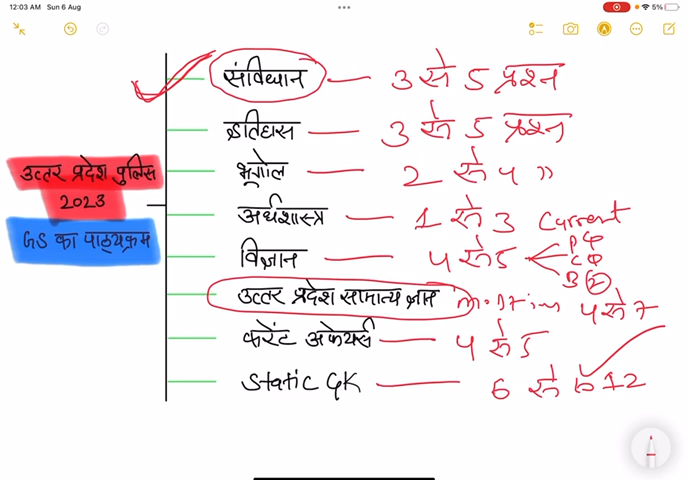 12:03 AM Sun 6 Aug
5%
संविधान — 3 से 5 प्रश्न
इतिहास — 3 से 5 प्रश्न
भूगोल — 2 से 4 "
अर्थशास्त्र — 1 से 3 Current
विज्ञान — 4 से 5
P
C
B 2
उत्तर प्रदेश सामान्य ज्ञान 4 से 7
करेंट अफेयर्स — 4 से 5
Static GK — 6 से 12
उत्तर प्रदेश पुलिस
2023
GS का पाठ्यक्रम